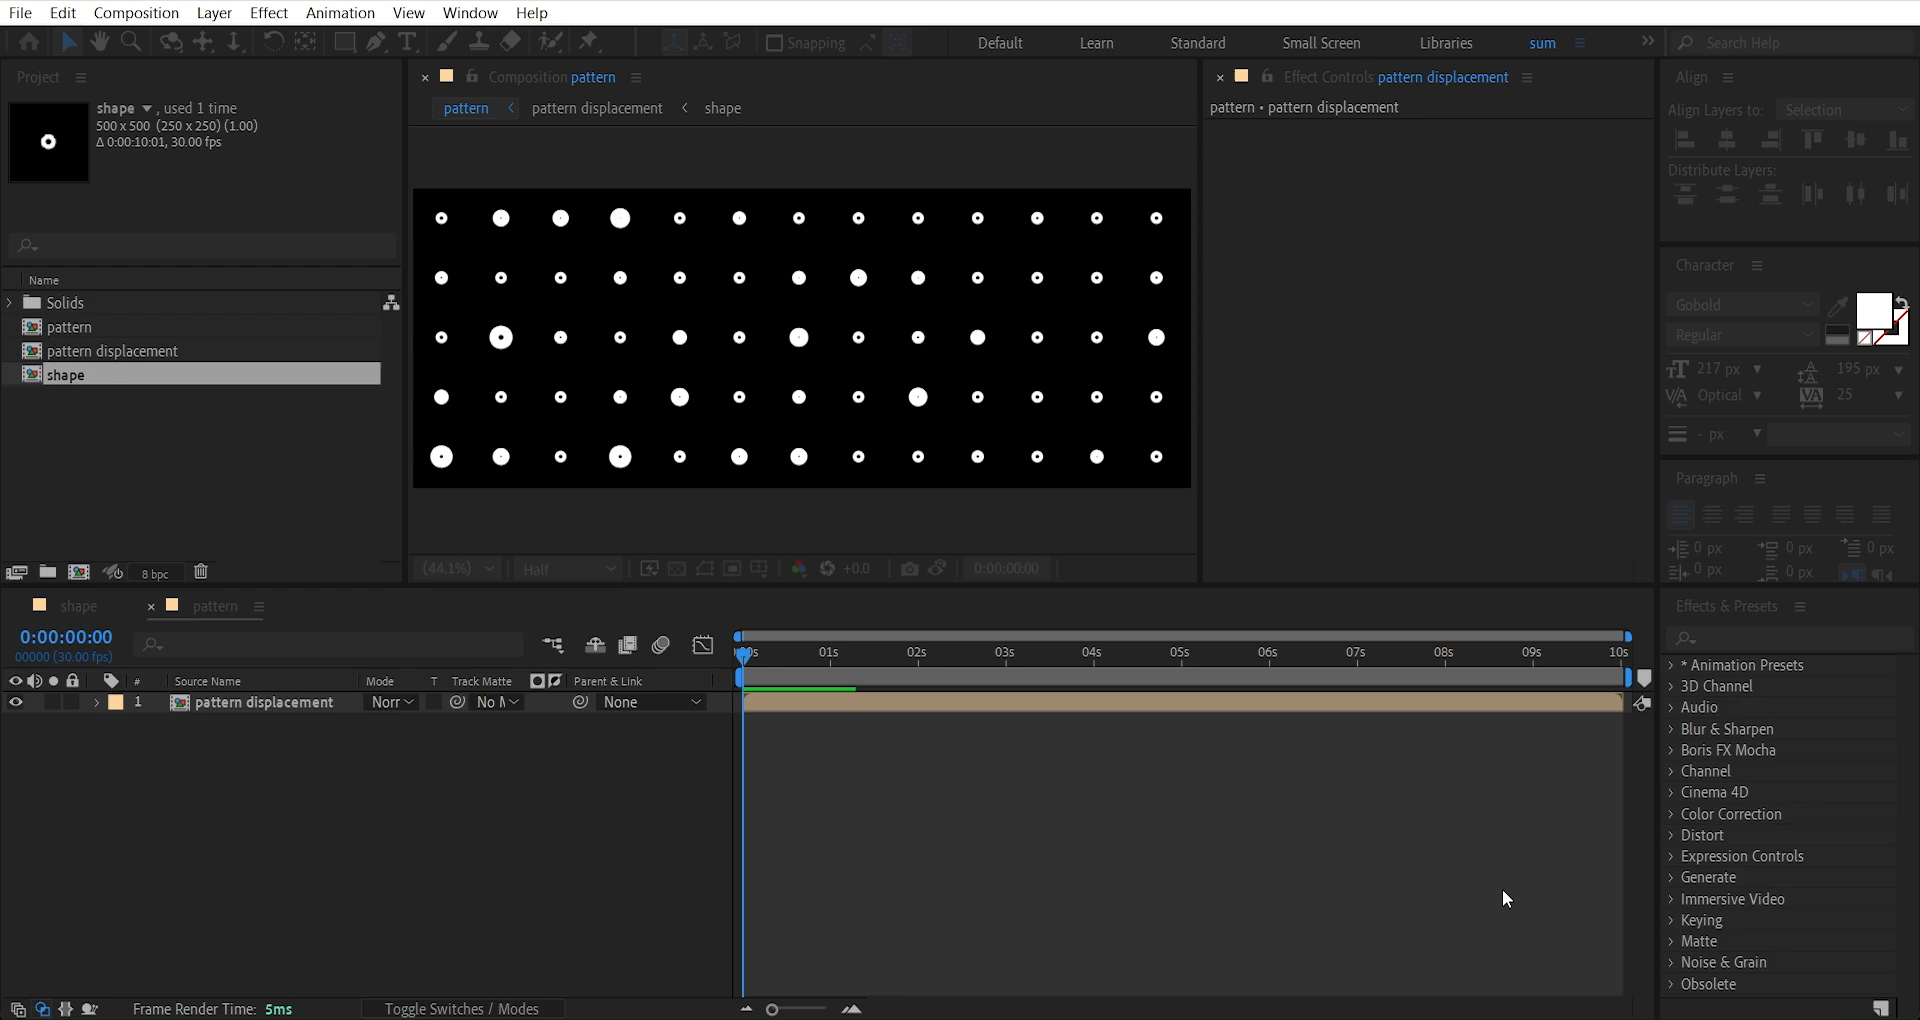 File Edit Composition Layer Effect Animation View Window Help
Snapping Default Learn Standard Small Screen Libraries sum Search Help
Project
shape , used 1 time
500 x 500 (250 x 250) (1.00)
Δ 0:00:10:01, 30.00 fps
Name
Solids
pattern
pattern displacement
shape
8 bpc
Composition pattern
pattern < pattern displacement < shape
(44.1%) Half +0.0 0:00:00:00
Effect Controls pattern displacement
pattern • pattern displacement
Align
Align Layers to: Selection
Distribute Layers:
Character
Gobold
Regular
217 px 195 px
Optical 25
- px
Paragraph
0 px 0 px 0 px
0 px 0 px
shape pattern
0:00:00:00
00000 (30.00 fps)
01s 02s 03s 04s 05s 06s 07s 08s 09s 10s
# Source Name Mode T Track Matte Parent & Link
1 pattern displacement Norr None
Frame Render Time: 5ms Toggle Switches / Modes
Effects & Presets
* Animation Presets
3D Channel
Audio
Blur & Sharpen
Boris FX Mocha
Channel
Cinema 4D
Color Correction
Distort
Expression Controls
Generate
Immersive Video
Keying
Matte
Noise & Grain
Obsolete